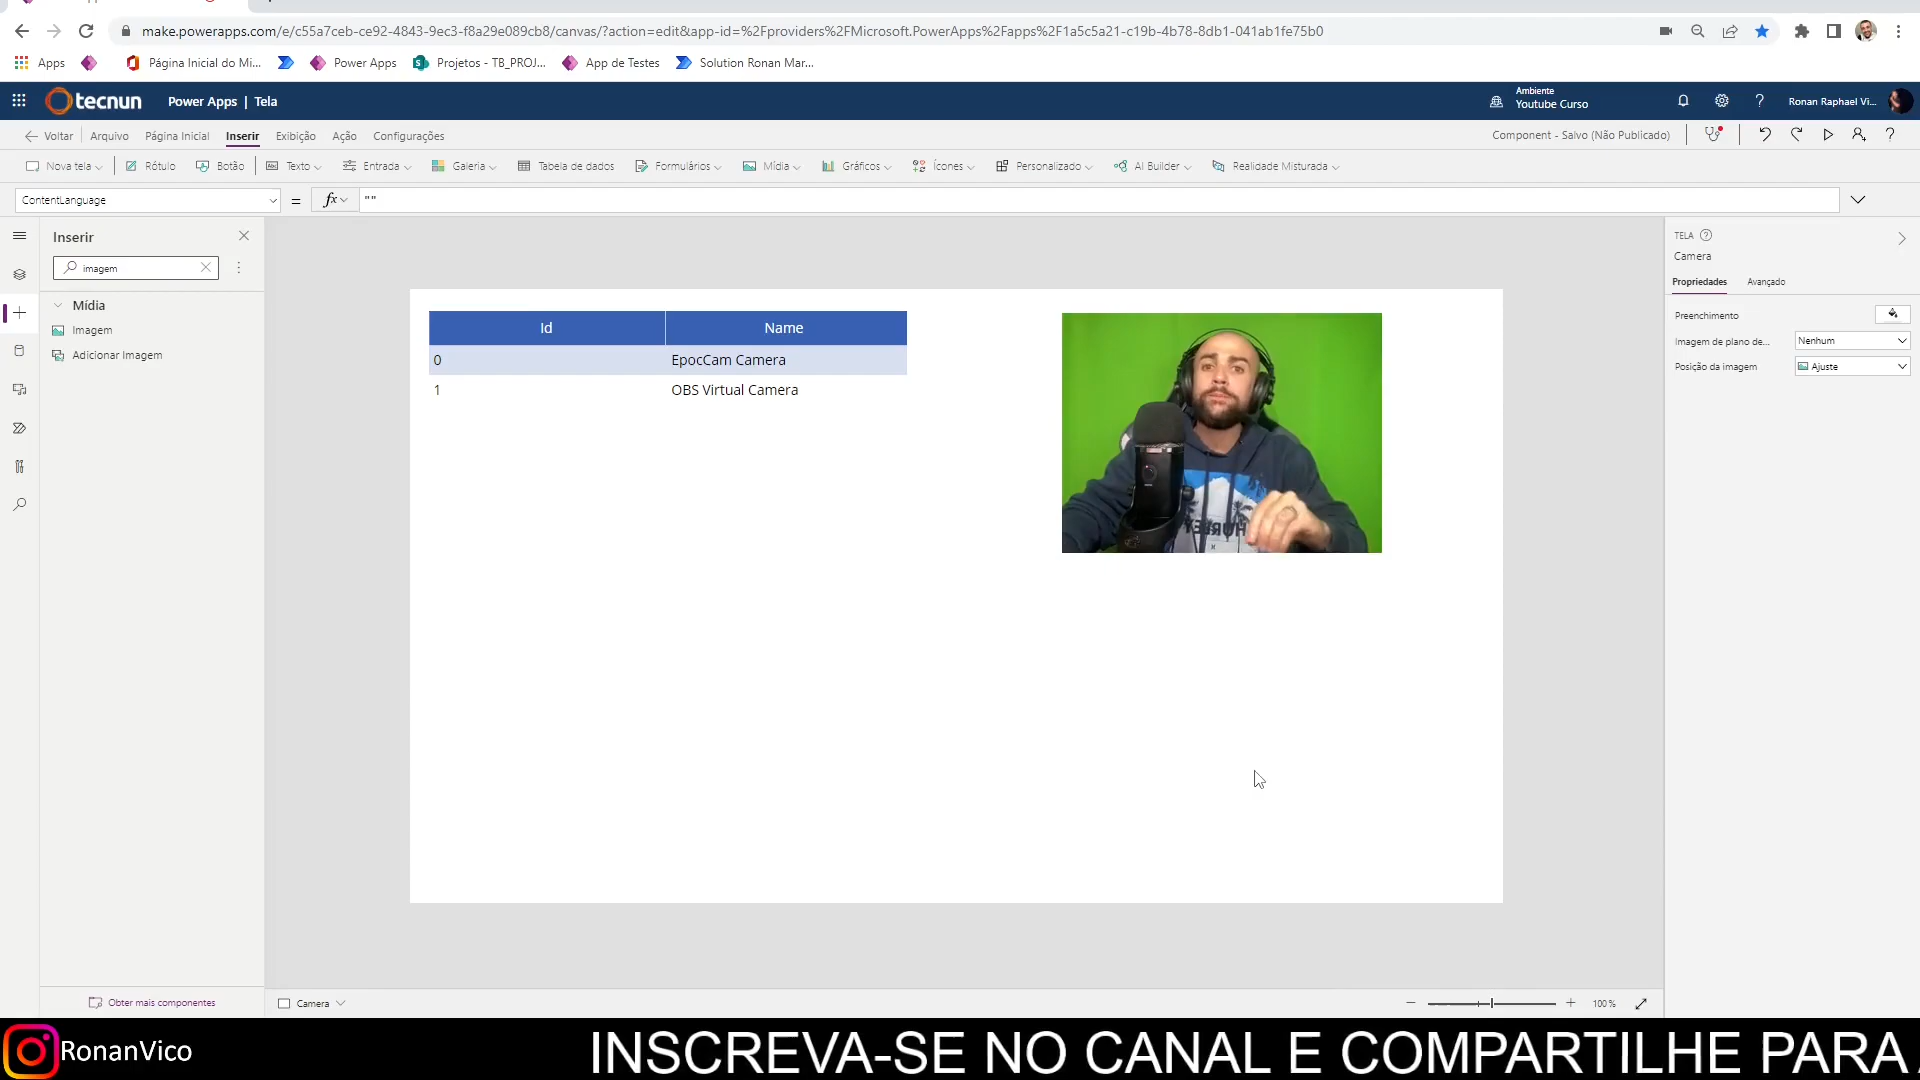 make.powerapps.com/e/c55a7ceb-ce92-4843-9ec3-f8a29e089cb8/canvas/?action=edit&app-id=%2Fproviders%2FMicrosoft.PowerApps%2Fapps%2F1a5c5a21-c19b-4b78-8db1-041ab1fe75b0
Apps Página Inicial do Mi... Power Apps Projetos - TB_PROJ... App de Testes Solution Ronan Mar...
tecnun Power Apps | Tela Ambiente Youtube Curso ? Ronan Raphael Vi...
Voltar Arquivo Página Inicial Inserir Exibição Ação Configurações Component - Salvo (Não Publicado) ?
Nova tela Rótulo Botão Texto Entrada Galeria Tabela de dados Formulários Mídia Gráficos Ícones Personalizado AI Builder Realidade Misturada
ContentLanguage = fx ""
Inserir
imagem
Mídia
Imagem
Adicionar Imagem
Obter mais componentes
Id Name
0 EpocCam Camera
1 OBS Virtual Camera
HURLEY
TELA ?
Camera
Propriedades Avançado
Preenchimento
Imagem de plano de... Nenhum
Posição da imagem Ajuste
Camera 100 %
RonanVico INSCREVA-SE NO CANAL E COMPARTILHE PARA